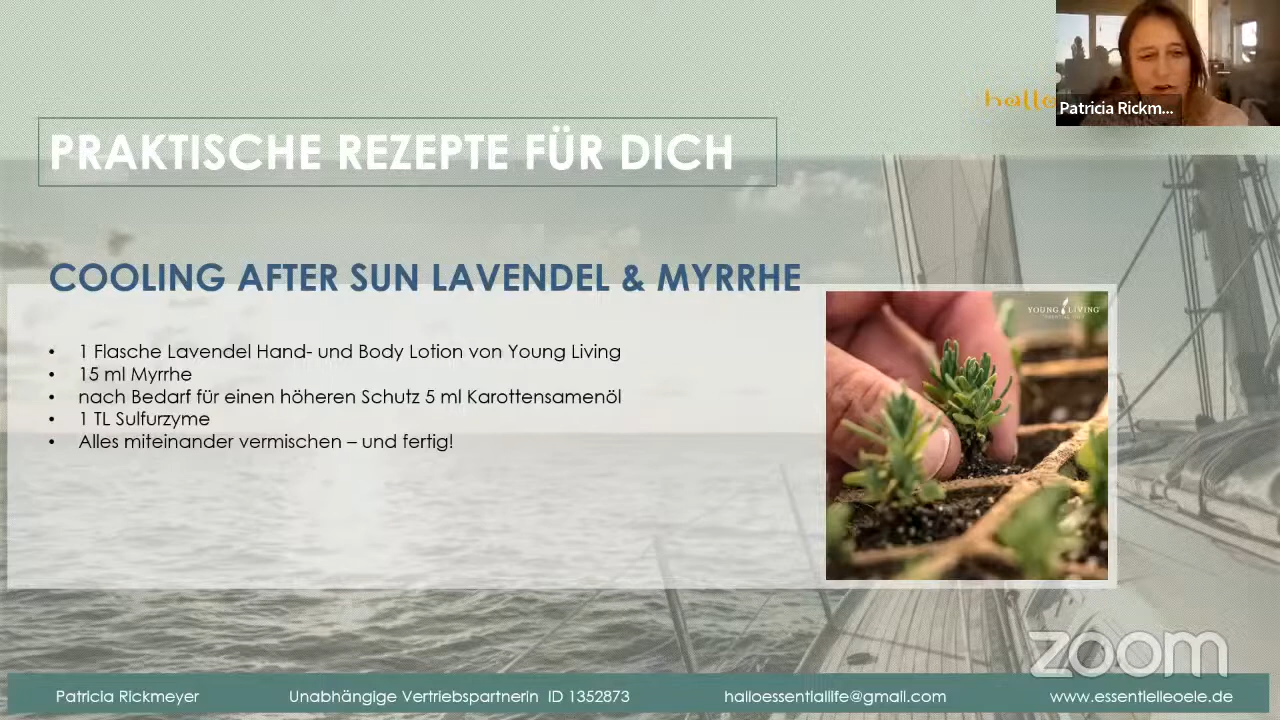 hallo
Patricia Rickm...
PRAKTISCHE REZEPTE FÜR DICH
COOLING AFTER SUN LAVENDEL & MYRRHE
• 1 Flasche Lavendel Hand- und Body Lotion von Young Living
• 15 ml Myrrhe
• nach Bedarf für einen höheren Schutz 5 ml Karottensamenöl
• 1 TL Sulfurzyme
• Alles miteinander vermischen – und fertig!
YOUNG LIVING
zoom
Patricia Rickmeyer Unabhängige Vertriebspartnerin ID 1352873 halloessentiallife@gmail.com www.essentielleoele.de